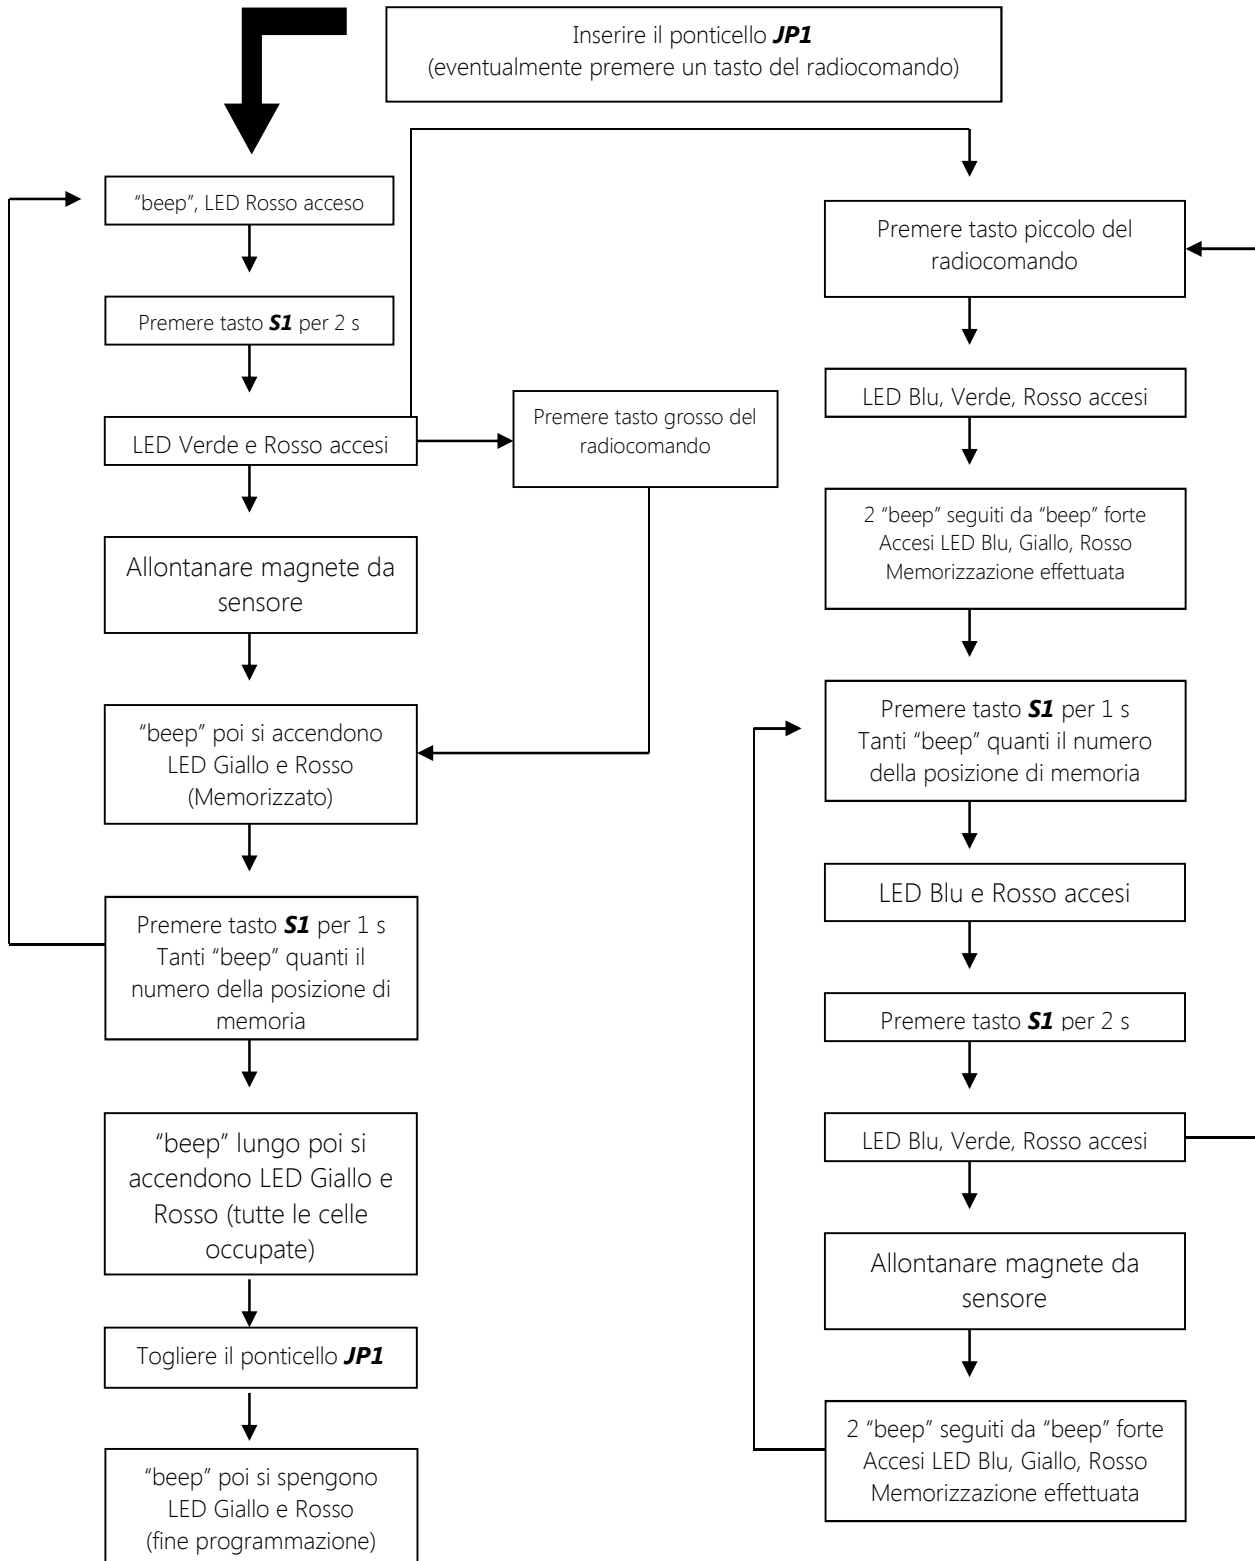 Inserire il ponticello JP1
(eventualmente premere un tasto del radiocomando)
“beep”, LED Rosso acceso
Premere tasto S1 per 2 s
LED Verde e Rosso accesi
Premere tasto grosso del
radiocomando
Allontanare magnete da
sensore
“beep” poi si accendono
LED Giallo e Rosso
(Memorizzato)
Premere tasto S1 per 1 s
Tanti “beep” quanti il
numero della posizione di
memoria
“beep” lungo poi si
accendono LED Giallo e
Rosso (tutte le celle
occupate)
Togliere il ponticello JP1
“beep” poi si spengono
LED Giallo e Rosso
(fine programmazione)
Premere tasto piccolo del
radiocomando
LED Blu, Verde, Rosso accesi
2 “beep” seguiti da “beep” forte
Accesi LED Blu, Giallo, Rosso
Memorizzazione effettuata
Premere tasto S1 per 1 s
Tanti “beep” quanti il numero
della posizione di memoria
LED Blu e Rosso accesi
Premere tasto S1 per 2 s
LED Blu, Verde, Rosso accesi
Allontanare magnete da
sensore
2 “beep” seguiti da “beep” forte
Accesi LED Blu, Giallo, Rosso
Memorizzazione effettuata